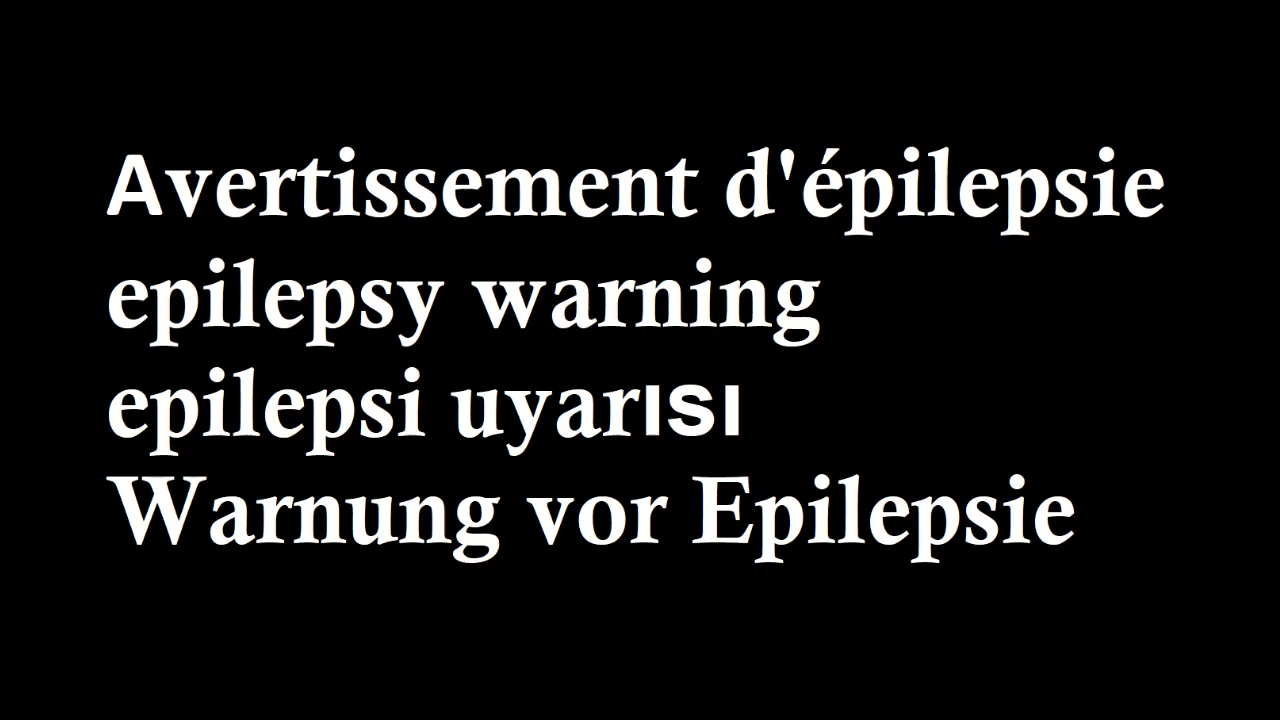 Avertissement d'épilepsie
epilepsy warning
epilepsi uyarısı
Warnung vor Epilepsie